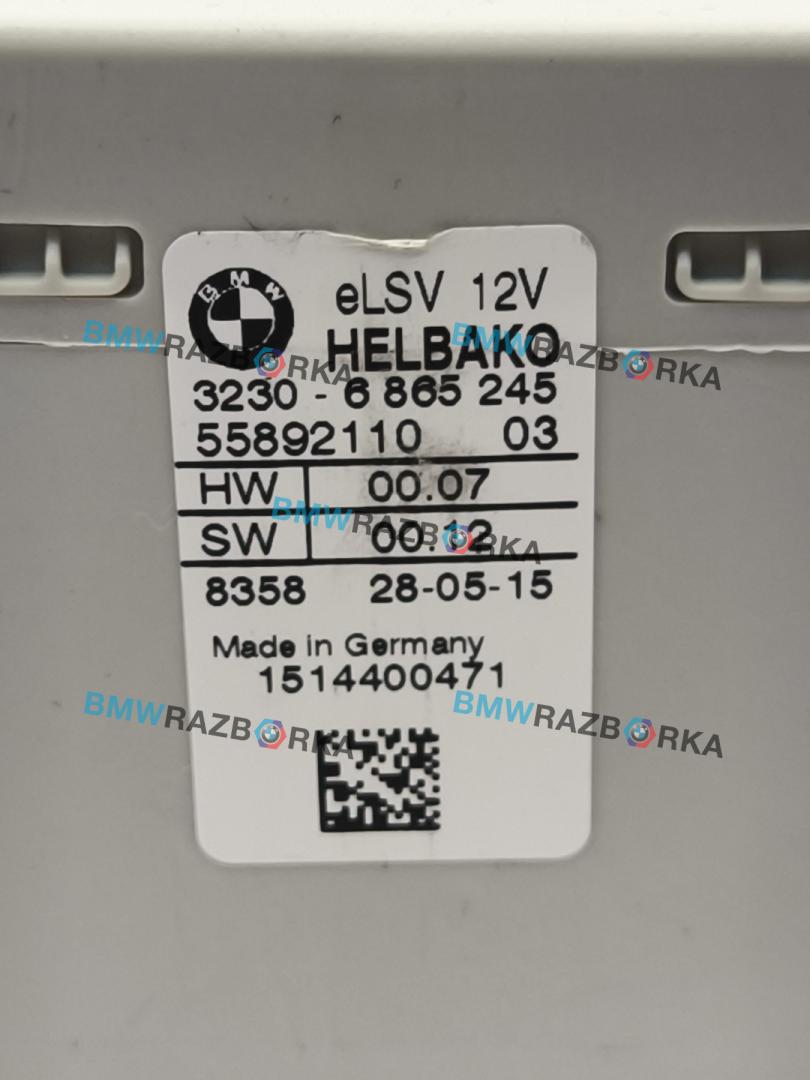 BMW
eLSV 12V
HELBAKO
3230 - 6 865 245
55892110 03
HW 00.07
SW 00.12
8358 28-05-15
Made in Germany
1514400471
BMWRAZBORKA
BMWRAZBORKA
BMWRAZBORKA
BMWRAZBORKA
BMWRAZBORKA